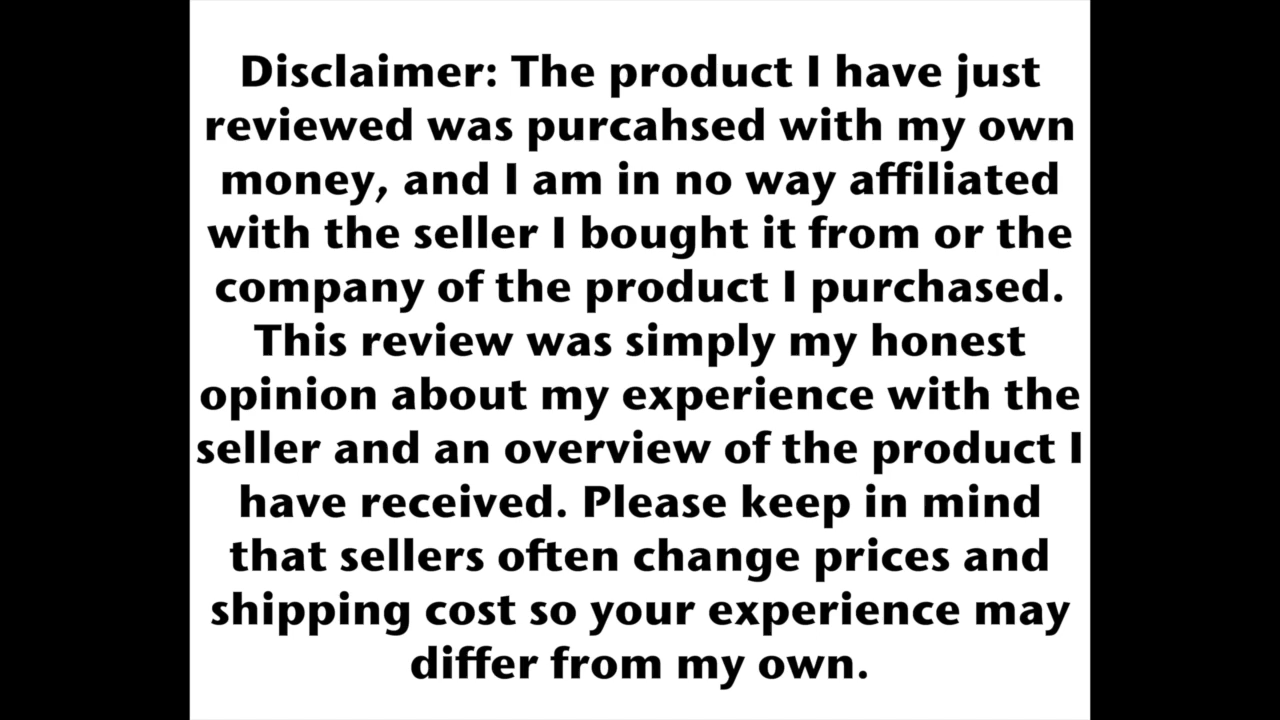 Disclaimer: The product I have just
reviewed was purcahsed with my own
money, and I am in no way affiliated
with the seller I bought it from or the
company of the product I purchased.
This review was simply my honest
opinion about my experience with the
seller and an overview of the product I
have received. Please keep in mind
that sellers often change prices and
shipping cost so your experience may
differ from my own.